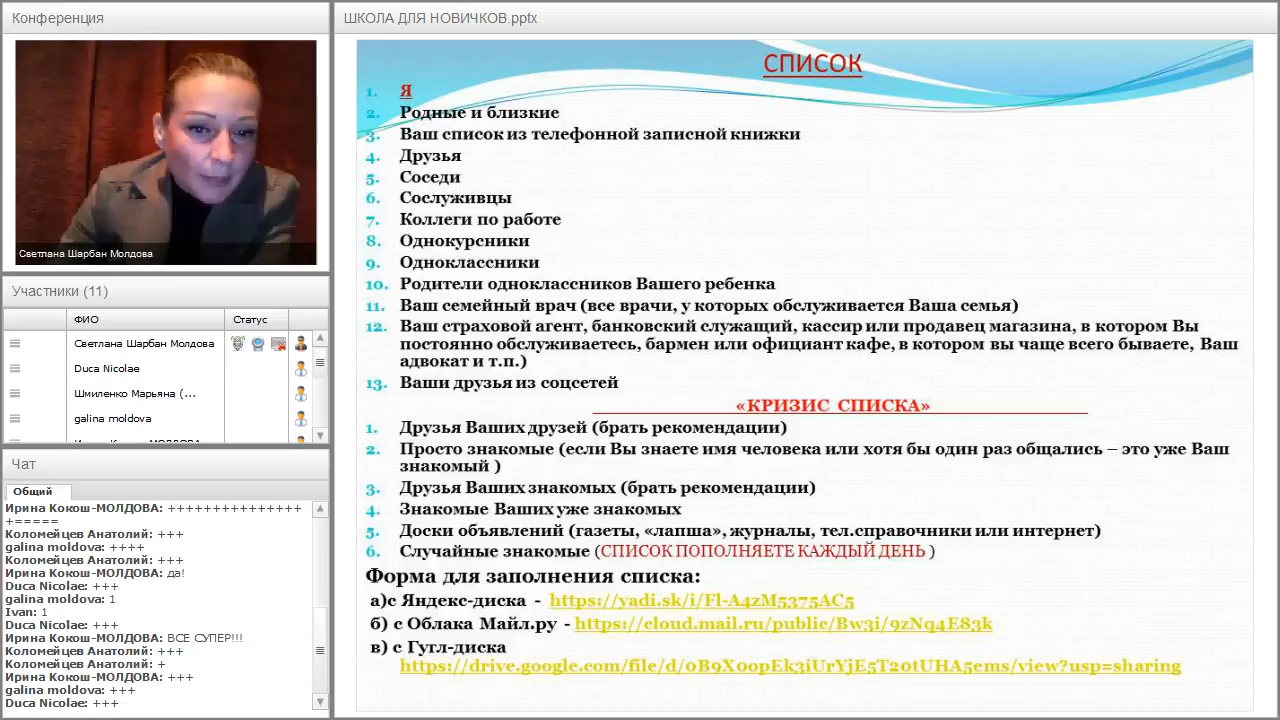 Конференция
Светлана Шарбан Молдова
Участники (11)
ФИО
Статус
Светлана Шарбан Молдова
Duca Nicolae
Шмиленко Марьяна (...
galina moldova
Чат
Общий
Ирина Кокош-МОЛДОВА: +++++++++++++++
+=====
Коломейцев Анатолий: +++
galina moldova: ++++
Коломейцев Анатолий: +++
Ирина Кокош-МОЛДОВА: да!
Duca Nicolae: +++
galina moldova: 1
Ivan: 1
Duca Nicolae: +++
Ирина Кокош-МОЛДОВА: ВСЕ СУПЕР!!!
Коломейцев Анатолий: +++
Коломейцев Анатолий: +
Ирина Кокош-МОЛДОВА: +++
galina moldova: +++
Duca Nicolae: +++
ШКОЛА ДЛЯ НОВИЧКОВ.pptx
СПИСОК
1. Я
2. Родные и близкие
3. Ваш список из телефонной записной книжки
4. Друзья
5. Соседи
6. Сослуживцы
7. Коллеги по работе
8. Однокурсники
9. Одноклассники
10. Родители одноклассников Вашего ребенка
11. Ваш семейный врач (все врачи, у которых обслуживается Ваша семья)
12. Ваш страховой агент, банковский служащий, кассир или продавец магазина, в котором Вы
постоянно обслуживаетесь, бармен или официант кафе, в котором вы чаще всего бываете, Ваш
адвокат и т.п.)
13. Ваши друзья из соцсетей
«КРИЗИС СПИСКА»
1. Друзья Ваших друзей (брать рекомендации)
2. Просто знакомые (если Вы знаете имя человека или хотя бы один раз общались – это уже Ваш
знакомый )
3. Друзья Ваших знакомых (брать рекомендации)
4. Знакомые Ваших уже знакомых
5. Доски объявлений (газеты, «лапша», журналы, тел.справочники или интернет)
6. Случайные знакомые (СПИСОК ПОПОЛНЯЕТЕ КАЖДЫЙ ДЕНЬ )
Форма для заполнения списка:
а)с Яндекс-диска - https://yadi.sk/i/Fl-A4zM5375AC5
б) с Облака Майл.ру - https://cloud.mail.ru/public/Bw3i/9zNq4E83k
в) с Гугл-диска
https://drive.google.com/file/d/0B9X0opEk3iUrYjE5T20tUHA5ems/view?usp=sharing